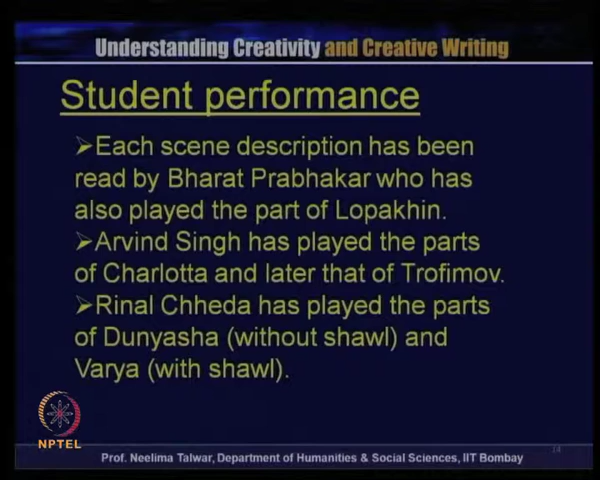 Understanding Creativity and Creative Writing
Student performance
➢Each scene description has been
read by Bharat Prabhakar who has
also played the part of Lopakhin.
➢Arvind Singh has played the parts
of Charlotta and later that of Trofimov.
➢Rinal Chheda has played the parts
of Dunyasha (without shawl) and
Varya (with shawl).
NPTEL
14
Prof. Neelima Talwar, Department of Humanities & Social Sciences, IIT Bombay